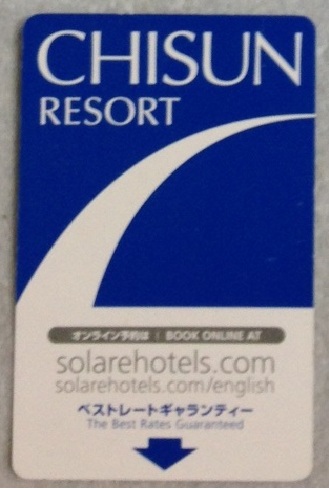 CHISUN
RESORT
オンライン予約は | BOOK ONLINE AT
solarehotels.com
solarehotels.com/english
ベストレートギャランティー
The Best Rates Guaranteed